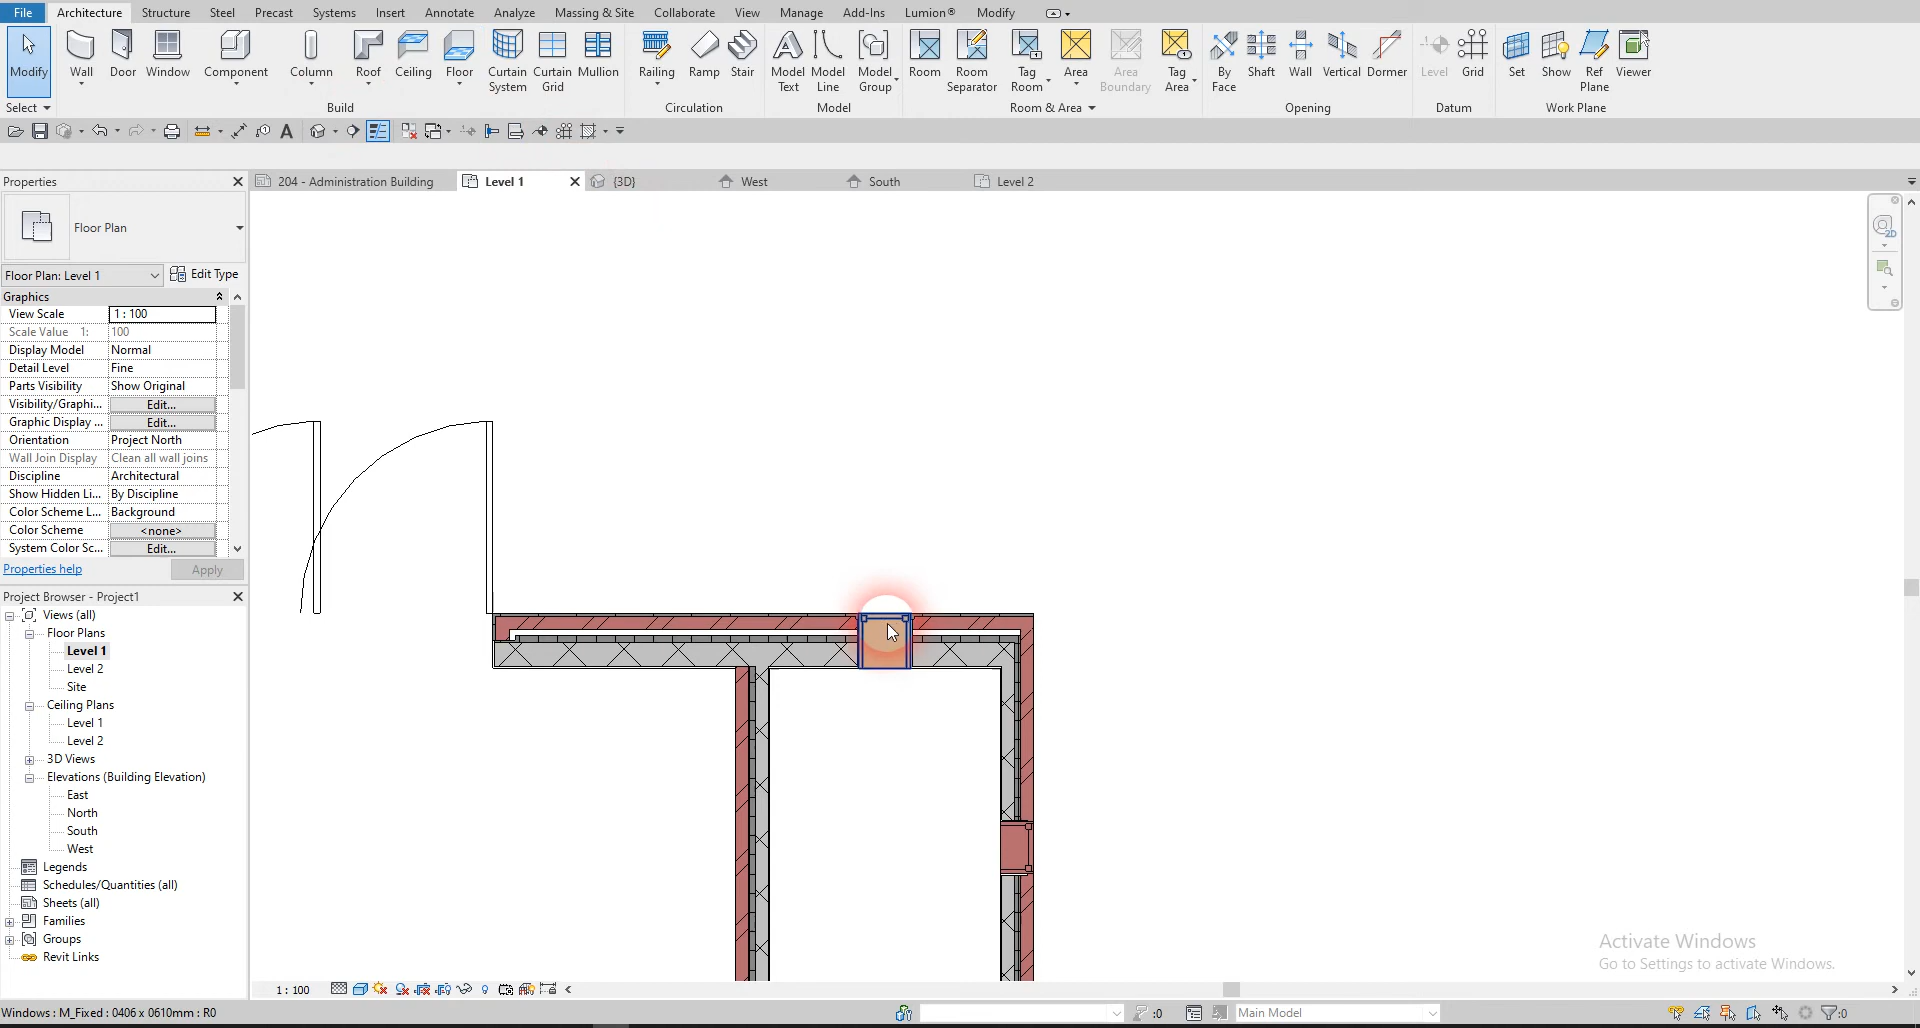 File Architecture Structure Steel Precast Systems Insert Annotate Analyze Massing & Site Collaborate View Manage Add-Ins Lumion® Modify
Modify Wall Door Window Component Column Roof Ceiling Floor Curtain System Curtain Grid Mullion Railing Ramp Stair Model Text Model Line Model Group Room Room Separator Tag Room Area Area Boundary Tag Area By Face Shaft Wall Vertical Dormer Level Grid Set Show Ref Plane Viewer
Select Build Circulation Model Room & Area Opening Datum Work Plane
Properties 204 - Administration Building Level 1 {3D} West South Level 2
Floor Plan
Floor Plan: Level 1 Edit Type
Graphics
View Scale 1 : 100
Scale Value 1: 100
Display Model Normal
Detail Level Fine
Parts Visibility Show Original
Visibility/Graphi... Edit...
Graphic Display ... Edit...
Orientation Project North
Wall Join Display Clean all wall joins
Discipline Architectural
Show Hidden Li... By Discipline
Color Scheme L... Background
Color Scheme <none>
System Color Sc... Edit...
Properties help Apply
Project Browser - Project1
Views (all)
Floor Plans
Level 1
Level 2
Site
Ceiling Plans
Level 1
Level 2
3D Views
Elevations (Building Elevation)
East
North
South
West
Legends
Schedules/Quantities (all)
Sheets (all)
Families
Groups
Revit Links
2D
Activate Windows
Go to Settings to activate Windows.
1 : 100
Windows : M_Fixed : 0406 x 0610mm : R0 :0 Main Model :0